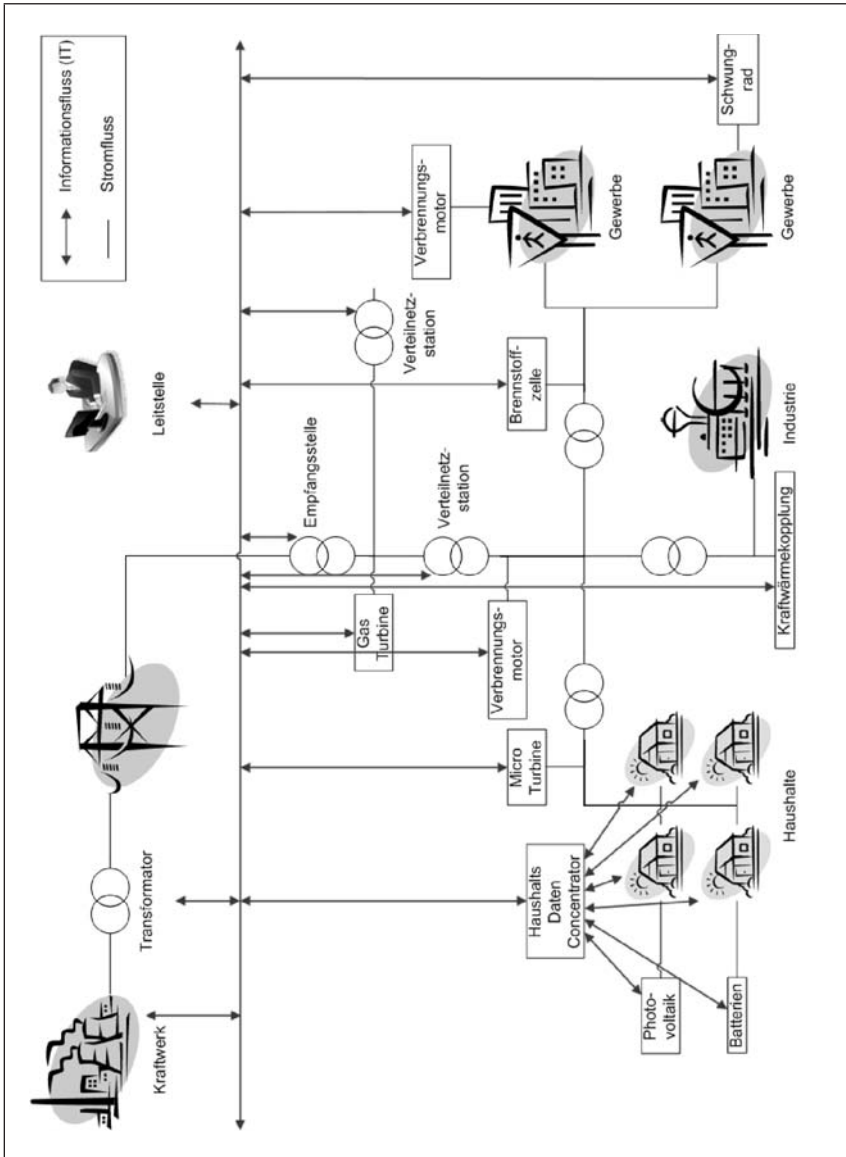 Informationsfluss (IT)
Stromfluss
Kraftwerk
Transformator
Leitstelle
Empfangsstelle
Verteilnetz-
station
Verteilnetz-
station
Gas
Turbine
Verbrennungs-
motor
Verbrennungs-
motor
Haushalts
Daten
Concentrator
Micro
Turbine
Brennstoff-
zelle
Gewerbe
Photo-
voltaik
Batterien
Haushalte
Kraftwärmekopplung
Industrie
Gewerbe
Schwung-
rad